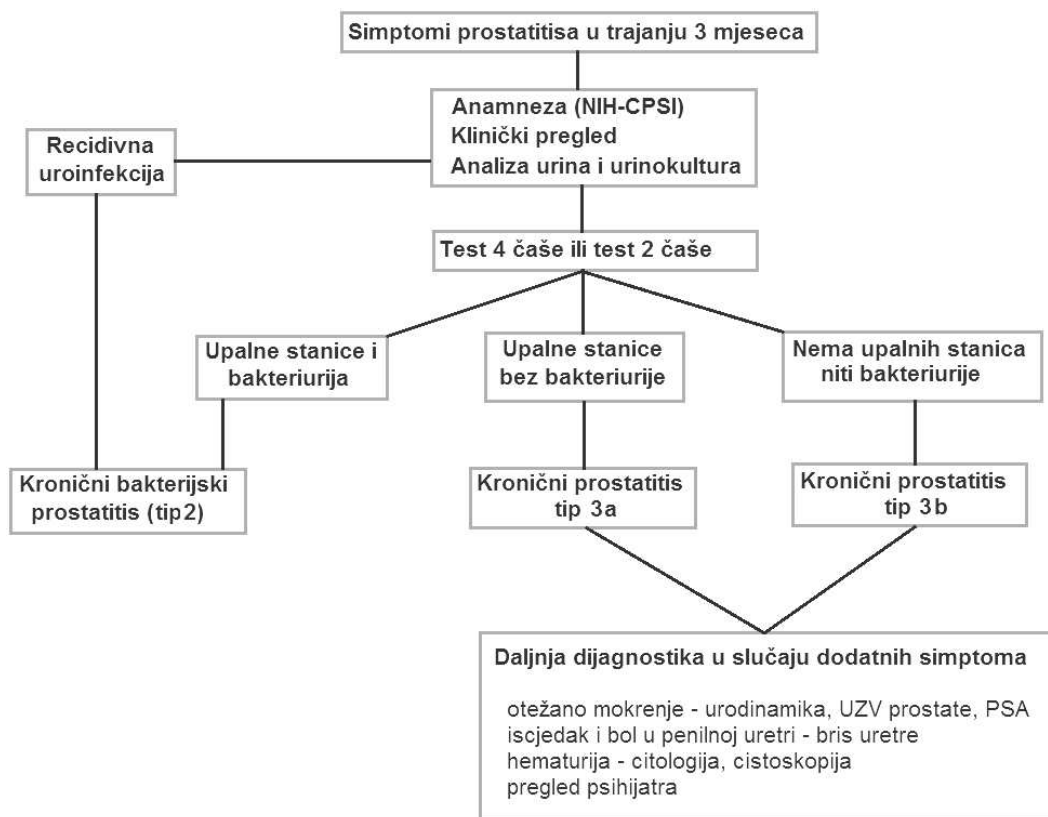 Simptomi prostatitisa u trajanju 3 mjeseca
Anamneza (NIH-CPSI)
Klinički pregled
Analiza urina i urinokultura
Recidivna
uroinfekcija
Test 4 čaše ili test 2 čaše
Upalne stanice i
bakteriurija
Upalne stanice
bez bakteriurije
Nema upalnih stanica
niti bakteriurije
Kronični bakterijski
prostatitis (tip2)
Kronični prostatitis
tip 3a
Kronični prostatitis
tip 3b
Daljnja dijagnostika u slučaju dodatnih simptoma
otežano mokrenje - urodinamika, UZV prostate, PSA
iscjedak i bol u penilnoj uretri - bris uretre
hematurija - citologija, cistoskopija
pregled psihijatra